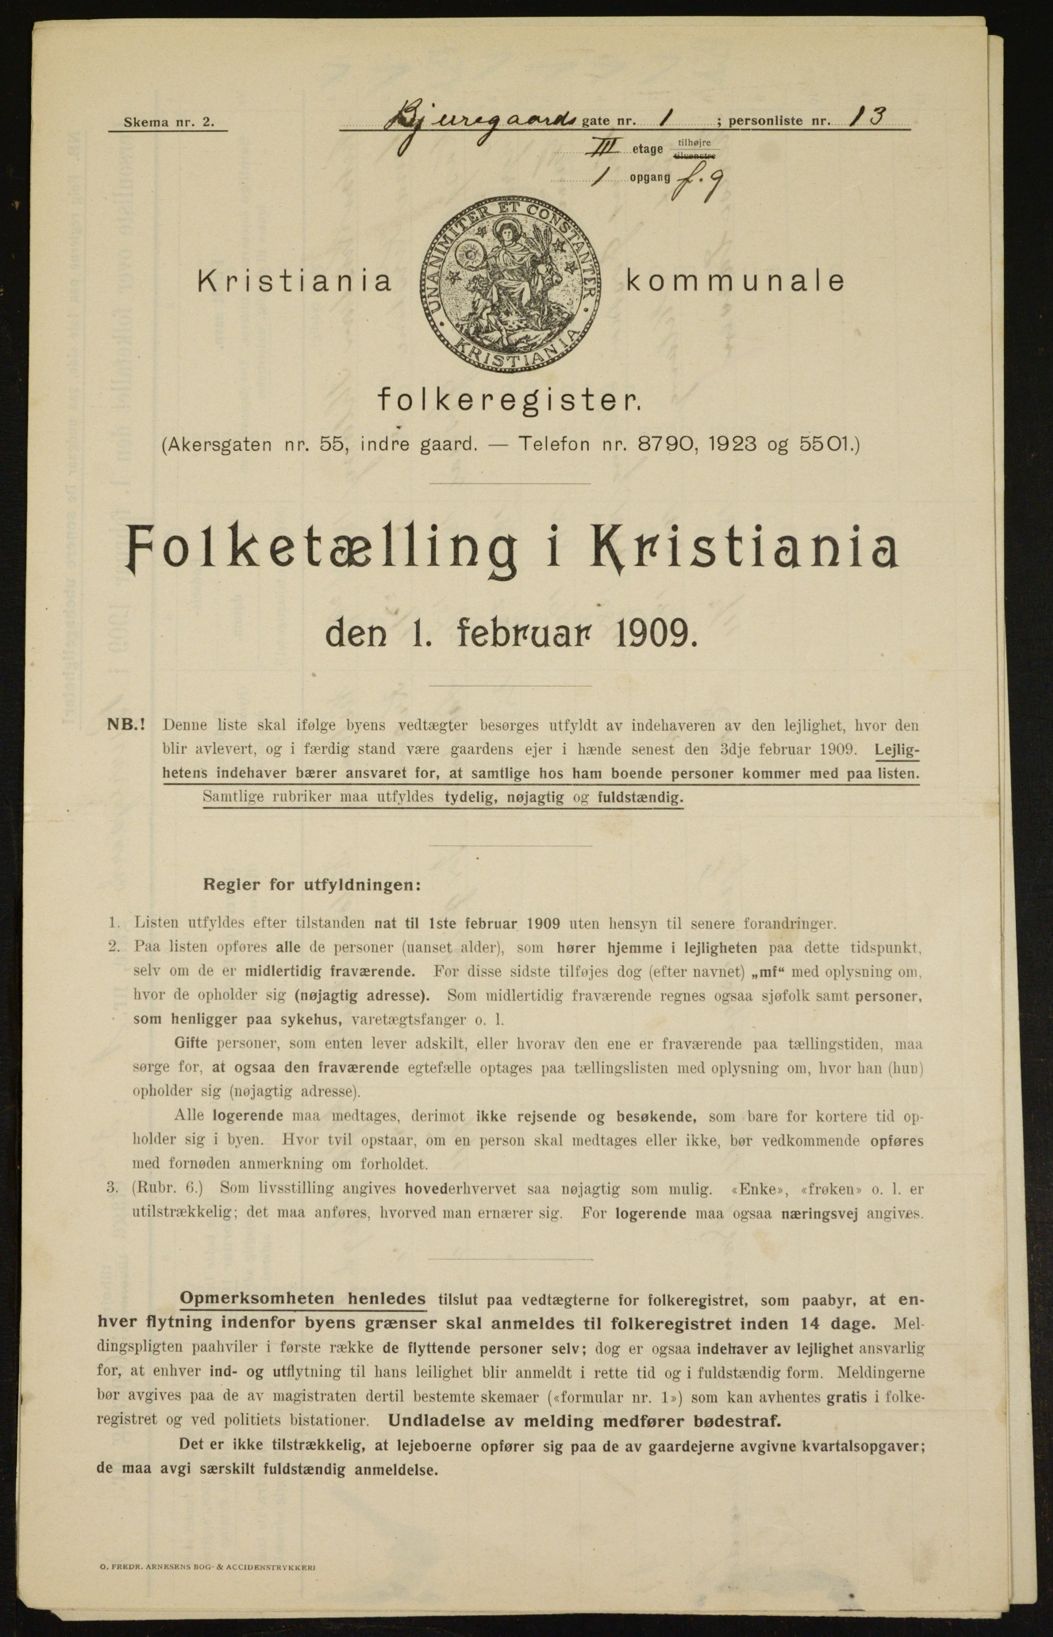 Skema nr. 2.
Bjuregaards gate nr. 1 ; personliste nr. 13
III etage tilhøjre
tilvenstre
1 opgang f. 9
UNANIMITER ET CONSTANTER
KRISTIANIA
Kristiania kommunale
folkeregister.
(Akersgaten nr. 55, indre gaard. — Telefon nr. 8790, 1923 og 5501.)
Folketælling i Kristiania
den 1. februar 1909.
NB.! Denne liste skal ifølge byens vedtægter besørges utfyldt av indehaveren av den lejlighet, hvor den
blir avlevert, og i færdig stand være gaardens ejer i hænde senest den 3dje februar 1909. Lejlig-
hetens indehaver bærer ansvaret for, at samtlige hos ham boende personer kommer med paa listen.
Samtlige rubriker maa utfyldes tydelig, nøjagtig og fuldstændig.
Regler for utfyldningen:
1. Listen utfyldes efter tilstanden nat til 1ste februar 1909 uten hensyn til senere forandringer.
2. Paa listen opføres alle de personer (uanset alder), som hører hjemme i lejligheten paa dette tidspunkt,
selv om de er midlertidig fraværende. For disse sidste tilføjes dog (efter navnet) „mf“ med oplysning om,
hvor de opholder sig (nøjagtig adresse). Som midlertidig fraværende regnes ogsaa sjøfolk samt personer,
som henligger paa sykehus, varetægtsfanger o. l.
Gifte personer, som enten lever adskilt, eller hvorav den ene er fraværende paa tællingstiden, maa
sørge for, at ogsaa den fraværende egtefælle optages paa tællingslisten med oplysning om, hvor han (hun)
opholder sig (nøjagtig adresse).
Alle logerende maa medtages, derimot ikke rejsende og besøkende, som bare for kortere tid op-
holder sig i byen. Hvor tvil opstaar, om en person skal medtages eller ikke, bør vedkommende opføres
med fornøden anmerkning om forholdet.
3. (Rubr. 6.) Som livsstilling angives hovederhvervet saa nøjagtig som mulig. «Enke», «frøken» o. l. er
utilstrækkelig; det maa anføres, hvorved man ernærer sig. For logerende maa ogsaa næringsvej angives.
Opmerksomheten henledes tilslut paa vedtægterne for folkeregistret, som paabyr, at en-
hver flytning indenfor byens grænser skal anmeldes til folkeregistret inden 14 dage. Mel-
dingspligten paahviler i første række de flyttende personer selv; dog er ogsaa indehaver av lejlighet ansvarlig
for, at enhver ind- og utflytning til hans leilighet blir anmeldt i rette tid og i fuldstændig form. Meldingerne
bør avgives paa de av magistraten dertil bestemte skemaer («formular nr. 1») som kan avhentes gratis i folke-
registret og ved politiets bistationer. Undladelse av melding medfører bødestraf.
Det er ikke tilstrækkelig, at lejeboerne opfører sig paa de av gaardejerne avgivne kvartalsopgaver;
de maa avgi særskilt fuldstændig anmeldelse.
O. FREDR. ARNESENS BOG- & ACCIDENSTRYKKERI